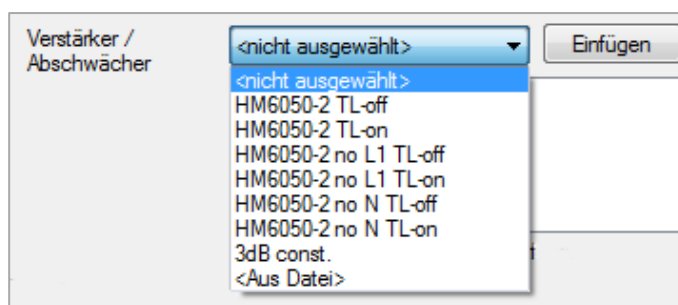 Verstärker /
Abschwächer
<nicht ausgewählt>
Einfügen
<nicht ausgewählt>
HM6050-2 TL-off
HM6050-2 TL-on
HM6050-2 no L1 TL-off
HM6050-2 no L1 TL-on
HM6050-2 no N TL-off
HM6050-2 no N TL-on
3dB const.
<Aus Datei>